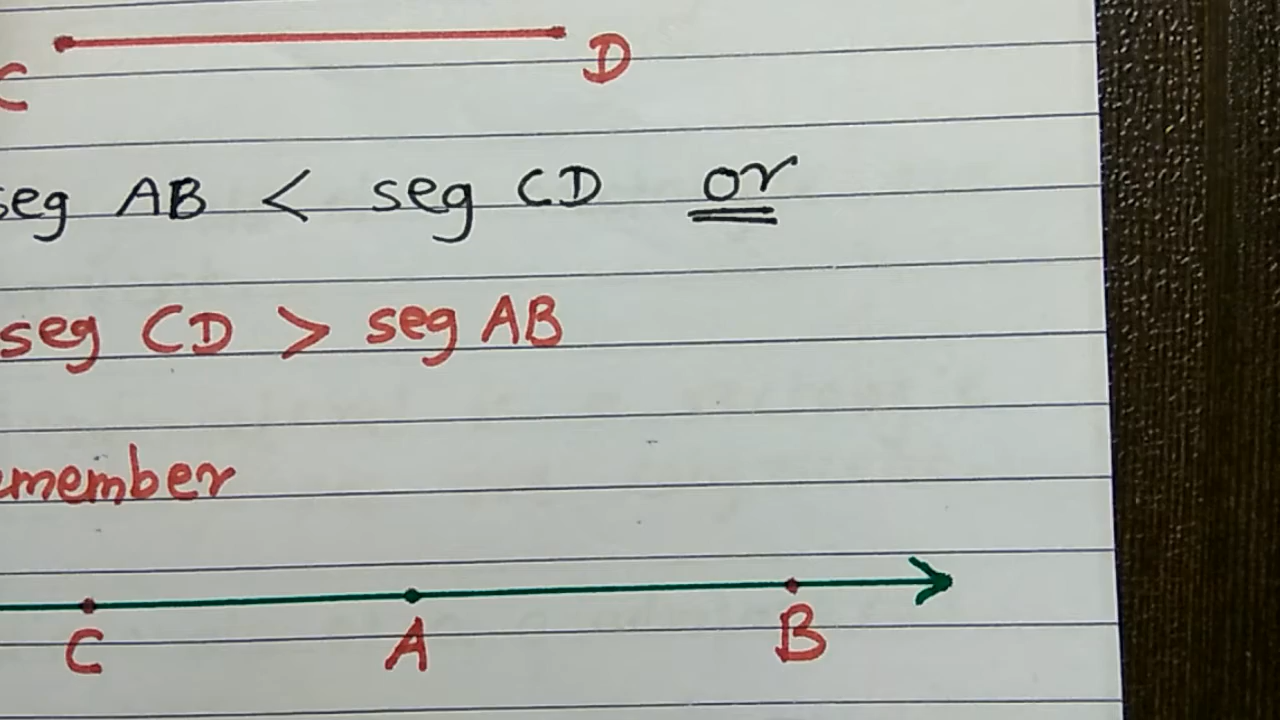 C D
seg AB < seg CD or
seg CD > seg AB
emember
C A B